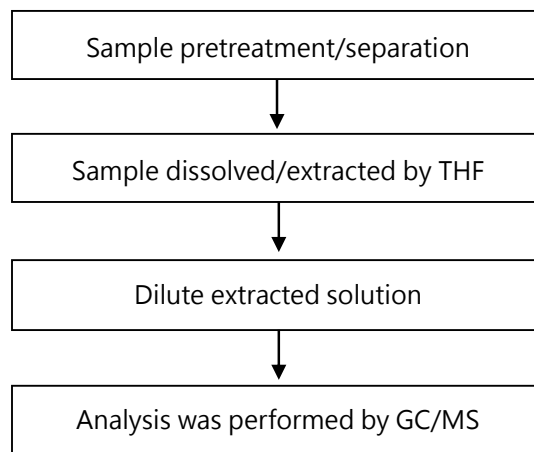 Sample pretreatment/separation
Sample dissolved/extracted by THF
Dilute extracted solution
Analysis was performed by GC/MS